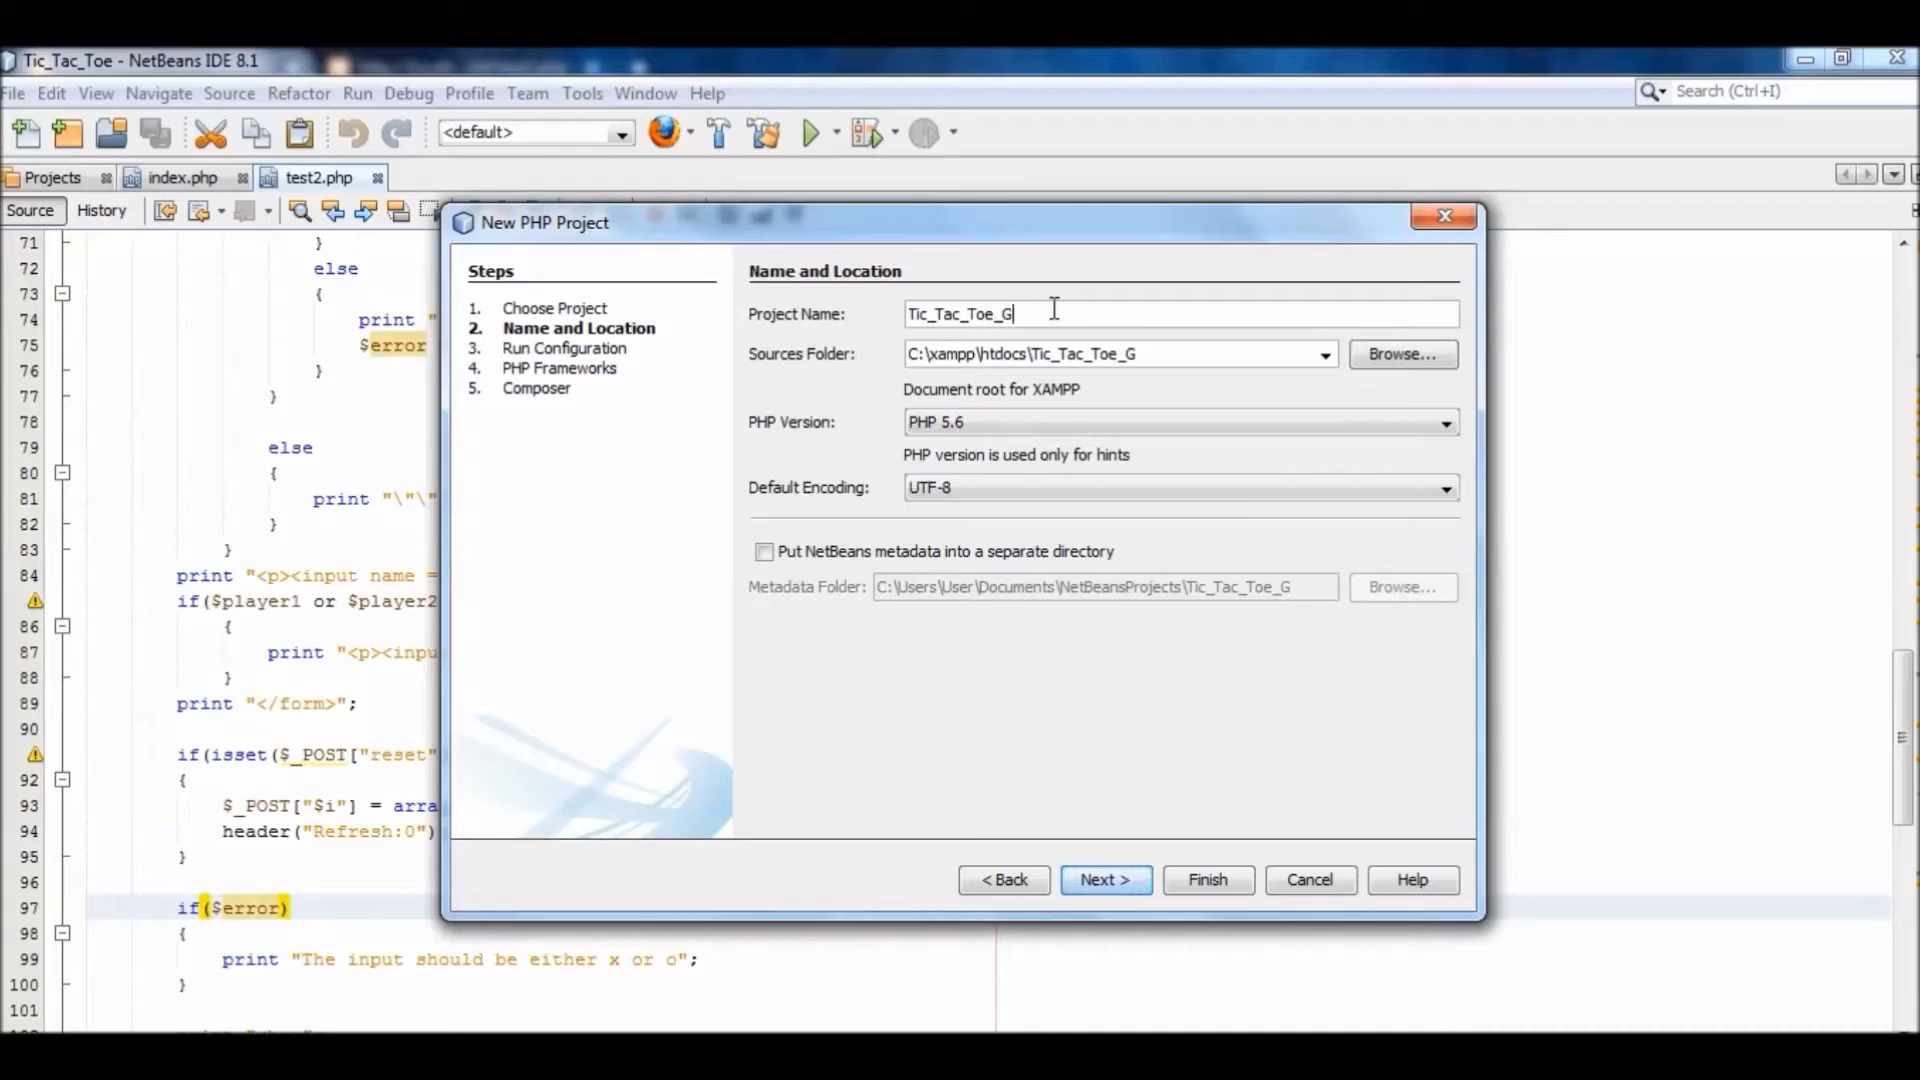 Tic_Tac_Toe - NetBeans IDE 8.1
File Edit View Navigate Source Refactor Run Debug Profile Team Tools Window Help
Search (Ctrl+I)
<default>
Projects
index.php
test2.php
Source
History
New PHP Project
Steps
1. Choose Project
2. Name and Location
3. Run Configuration
4. PHP Frameworks
5. Composer
Name and Location
Project Name: Tic_Tac_Toe_G
Sources Folder: C:\xampp\htdocs\Tic_Tac_Toe_G
Browse...
Document root for XAMPP
PHP Version: PHP 5.6
PHP version is used only for hints
Default Encoding: UTF-8
Put NetBeans metadata into a separate directory
Metadata Folder: C:\Users\User\Documents\NetBeansProjects\Tic_Tac_Toe_G
Browse...
< Back
Next >
Finish
Cancel
Help
71 }
72 else
73 {
74 print "
75 $error
76 }
77 }
78
79 else
80 {
81 print "\"\"
82 }
83 }
84 print "<p><input name =
if($player1 or $player2
86 {
87 print "<p><inpu
88 }
89 print "</form>";
90
if(isset($_POST["reset"
92 {
93 $_POST["$i"] = arra
94 header("Refresh:0")
95 }
96
97 if($error)
98 {
99 print "The input should be either x or o";
100 }
101